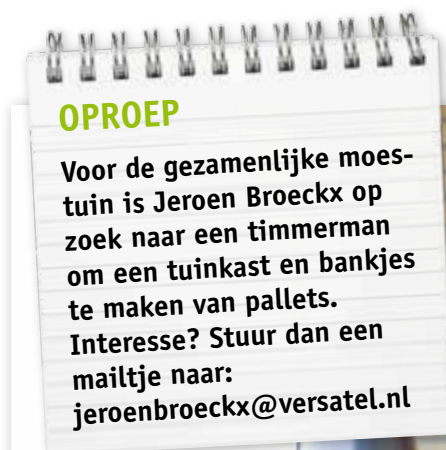 OPROEP
Voor de gezamenlijke moes-
tuin is Jeroen Broeckx op
zoek naar een timmerman
om een tuinkast en bankjes
te maken van pallets.
Interesse? Stuur dan een
mailtje naar:
jeroenbroeckx@versatel.nl